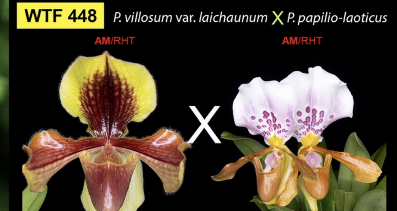 WTF 448 P. villosum var. laichaunum X P. papilio-laoticus
AM/RHT AM/RHT
X